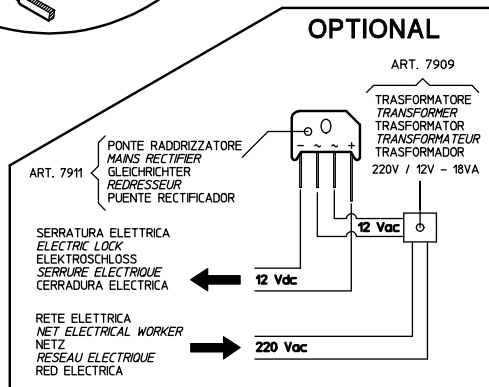 OPTIONAL
ART. 7909
TRASFORMATORE
TRANSFORMER
TRASFORMATOR
TRANSFORMATEUR
TRASFORMADOR
220V / 12V - 18VA
- ~ ~ +
ART. 7911
PONTE RADDRIZZATORE
MAINS RECTIFIER
GLEICHRICHTER
REDRESSEUR
PUENTE RECTIFICADOR
12 Vac
SERRATURA ELETTRICA
ELECTRIC LOCK
ELEKTROSCHLOSS
SERRURE ELECTRIQUE
CERRADURA ELECTRICA
12 Vdc
RETE ELETTRICA
NET ELECTRICAL WORKER
NETZ
RESEAU ELECTRIQUE
RED ELECTRICA
220 Vac